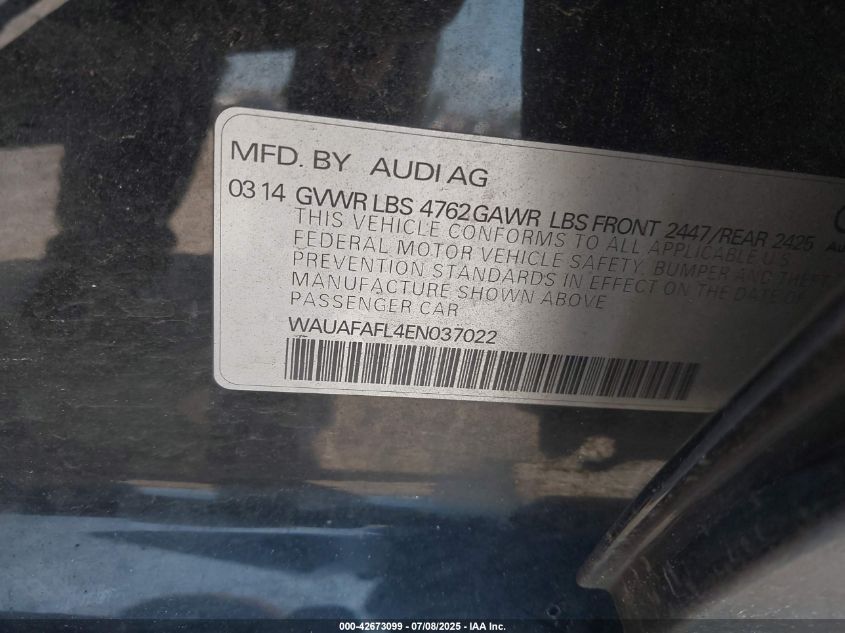 MFD. BY AUDI AG
03 14 GVWR LBS 4762 GAWR LBS FRONT 2447/REAR 2425
THIS VEHICLE CONFORMS TO ALL APPLICABLE U.S.
FEDERAL MOTOR VEHICLE SAFETY, BUMPER AND THEFT
PREVENTION STANDARDS IN EFFECT ON THE DATE OF
MANUFACTURE SHOWN ABOVE
PASSENGER CAR
WAUAFAFL4EN037022
000-42673099 - 07/08/2025 - IAA Inc.